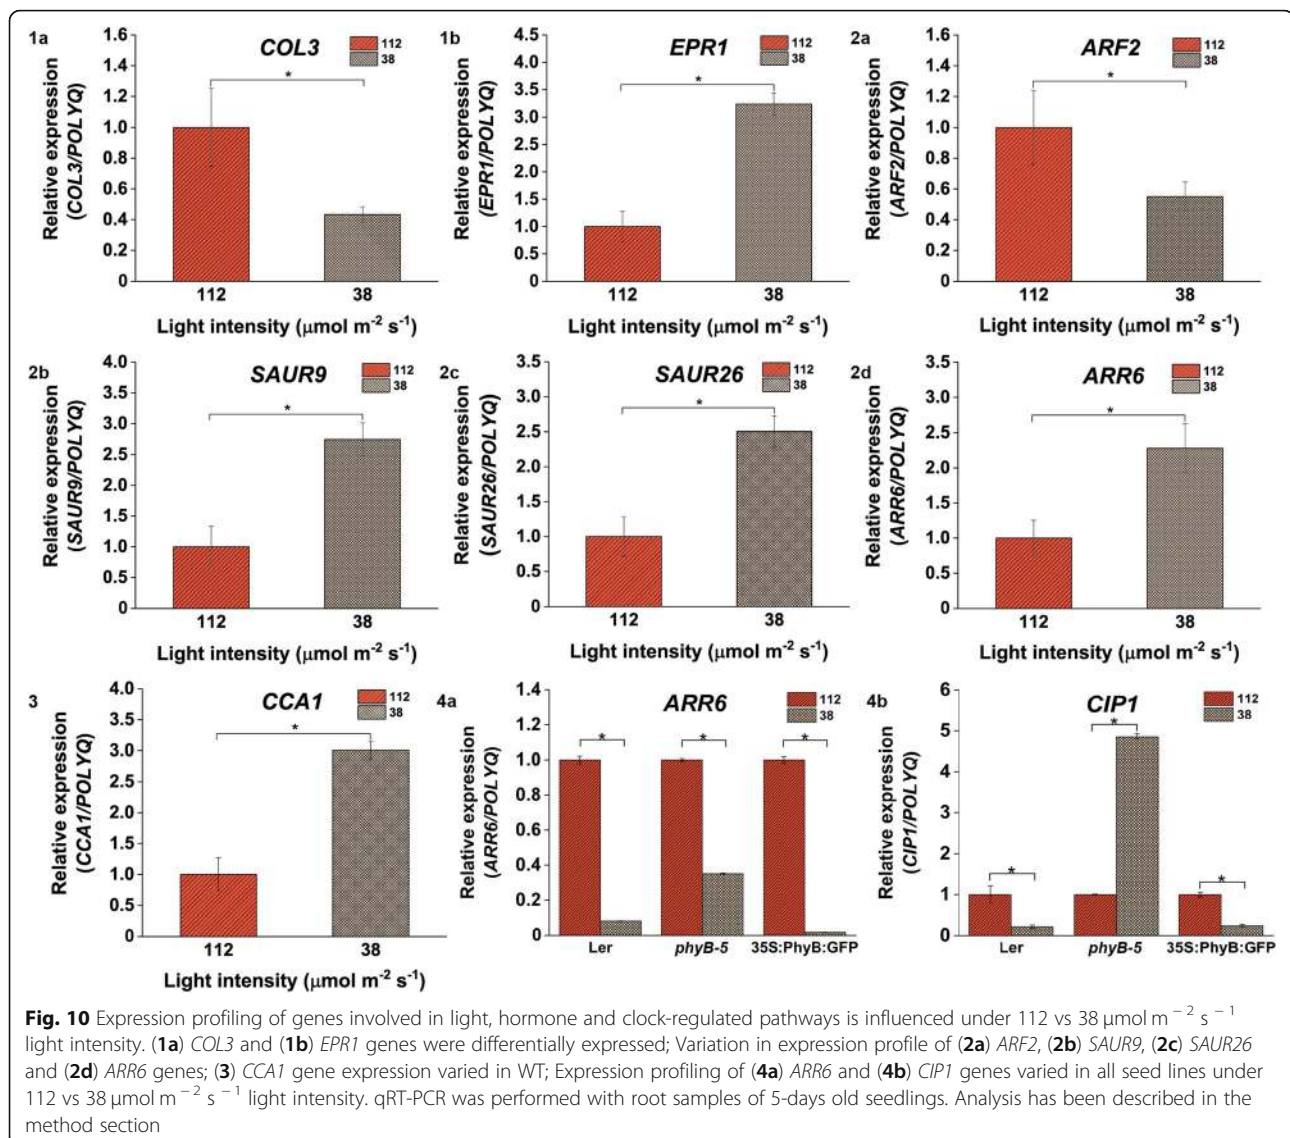 1a
COL3
112
38
Relative expression
(COL3/POLYQ)
1.6
1.4
1.2
1.0
0.8
0.6
0.4
0.2
0
*
112 38
Light intensity (μmol m⁻² s⁻¹)
1b
EPR1
112
38
Relative expression
(EPR1/POLYQ)
4.5
4.0
3.5
3.0
2.5
2.0
1.5
1.0
0.5
0
*
112 38
Light intensity (μmol m⁻² s⁻¹)
2a
ARF2
112
38
Relative expression
(ARF2/POLYQ)
1.6
1.4
1.2
1.0
0.8
0.6
0.4
0.2
0
*
112 38
Light intensity (μmol m⁻² s⁻¹)
2b
SAUR9
112
38
Relative expression
(SAUR9/POLYQ)
4.0
3.5
3.0
2.5
2.0
1.5
1.0
0.5
0
*
112 38
Light intensity (μmol m⁻² s⁻¹)
2c
SAUR26
112
38
Relative expression
(SAUR26/POLYQ)
3.5
3.0
2.5
2.0
1.5
1.0
0.5
0
*
112 38
Light intensity (μmol m⁻² s⁻¹)
2d
ARR6
112
38
Relative expression
(ARR6/POLYQ)
3.5
3.0
2.5
2.0
1.5
1.0
0.5
0
*
112 38
Light intensity (μmol m⁻² s⁻¹)
3
CCA1
112
38
Relative expression
(CCA1/POLYQ)
4.0
3.5
3.0
2.5
2.0
1.5
1.0
0.5
0
*
112 38
Light intensity (μmol m⁻² s⁻¹)
4a
ARR6
112
38
Relative expression
(ARR6/POLYQ)
1.4
1.2
1.0
0.8
0.6
0.4
0.2
0
* * *
Ler phyB-5 35S:PhyB:GFP
4b
CIP1
112
38
Relative expression
(CIP1/POLYQ)
6
5
4
3
2
1
0
* * *
Ler phyB-5 35S:PhyB:GFP
Fig. 10 Expression profiling of genes involved in light, hormone and clock-regulated pathways is influenced under 112 vs 38 μmol m⁻² s⁻¹
light intensity. (1a) COL3 and (1b) EPR1 genes were differentially expressed; Variation in expression profile of (2a) ARF2, (2b) SAUR9, (2c) SAUR26
and (2d) ARR6 genes; (3) CCA1 gene expression varied in WT; Expression profiling of (4a) ARR6 and (4b) CIP1 genes varied in all seed lines under
112 vs 38 μmol m⁻² s⁻¹ light intensity. qRT-PCR was performed with root samples of 5-days old seedlings. Analysis has been described in the
method section